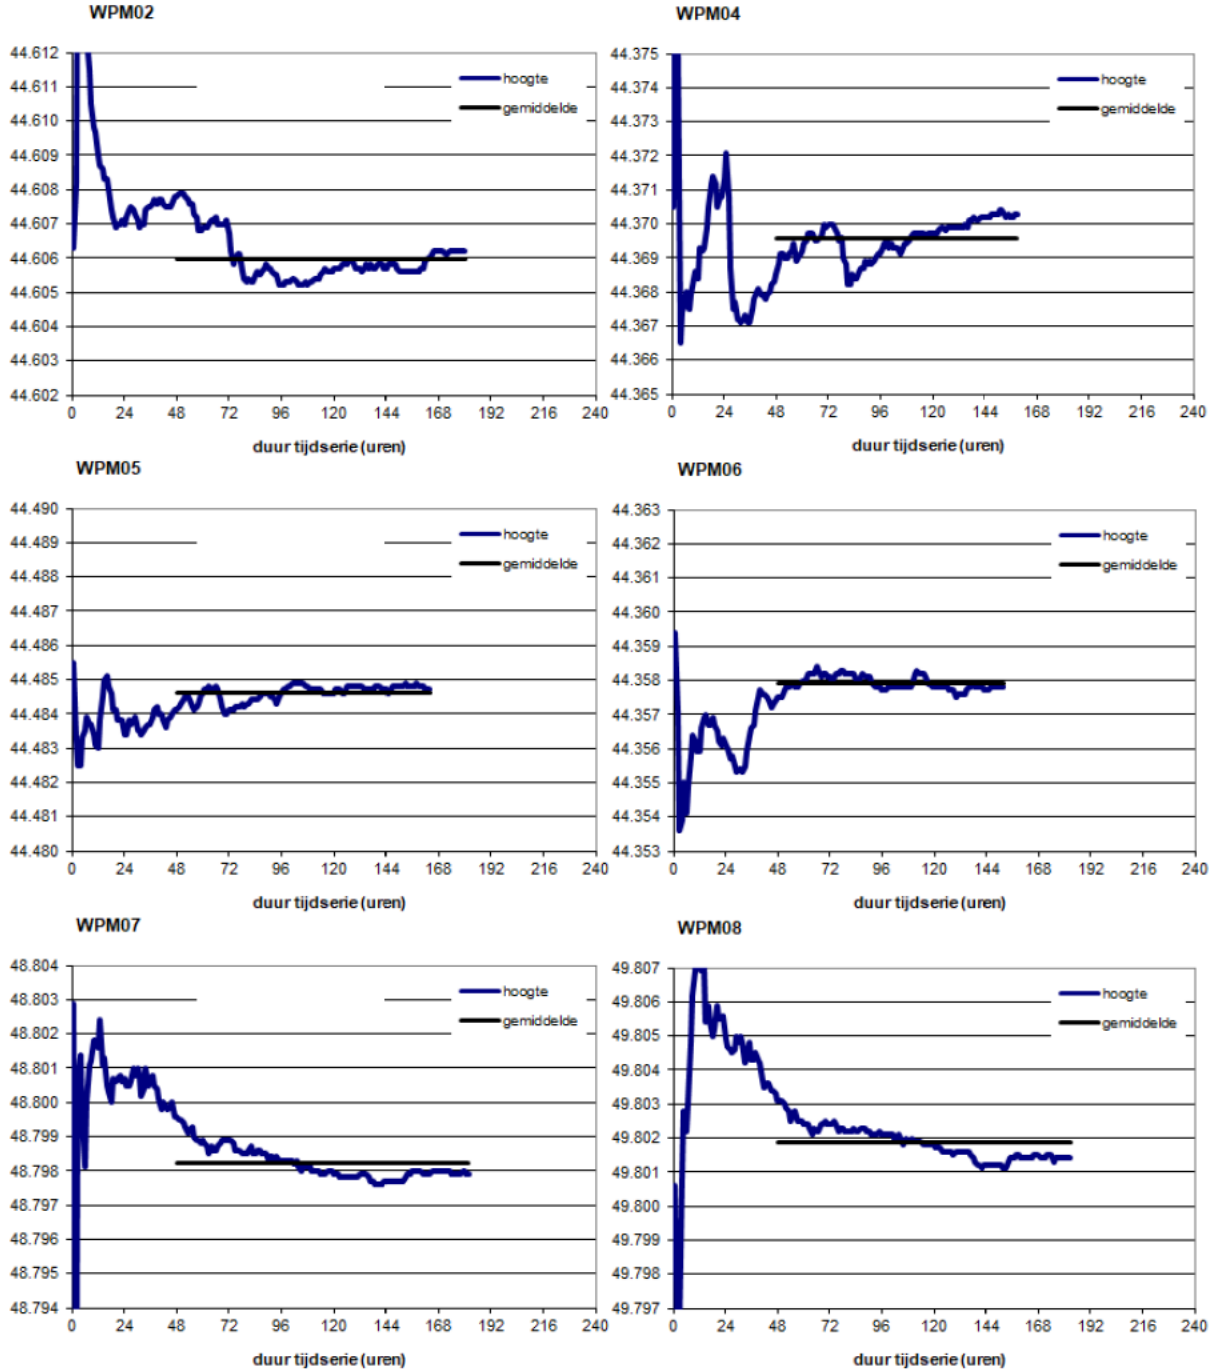 WPM02
44.612
44.611
44.610
44.609
44.608
44.607
44.606
44.605
44.604
44.603
44.602
hoogte
gemiddelde
0 24 48 72 96 120 144 168 192 216 240
duur tijdserie (uren)
WPM04
44.375
44.374
44.373
44.372
44.371
44.370
44.369
44.368
44.367
44.366
44.365
hoogte
gemiddelde
0 24 48 72 96 120 144 168 192 216 240
duur tijdserie (uren)
WPM05
44.490
44.489
44.488
44.487
44.486
44.485
44.484
44.483
44.482
44.481
44.480
hoogte
gemiddelde
0 24 48 72 96 120 144 168 192 216 240
duur tijdserie (uren)
WPM06
44.363
44.362
44.361
44.360
44.359
44.358
44.357
44.356
44.355
44.354
44.353
hoogte
gemiddelde
0 24 48 72 96 120 144 168 192 216 240
duur tijdserie (uren)
WPM07
48.804
48.803
48.802
48.801
48.800
48.799
48.798
48.797
48.796
48.795
48.794
hoogte
gemiddelde
0 24 48 72 96 120 144 168 192 216 240
duur tijdserie (uren)
WPM08
49.807
49.806
49.805
49.804
49.803
49.802
49.801
49.800
49.799
49.798
49.797
hoogte
gemiddelde
0 24 48 72 96 120 144 168 192 216 240
duur tijdserie (uren)